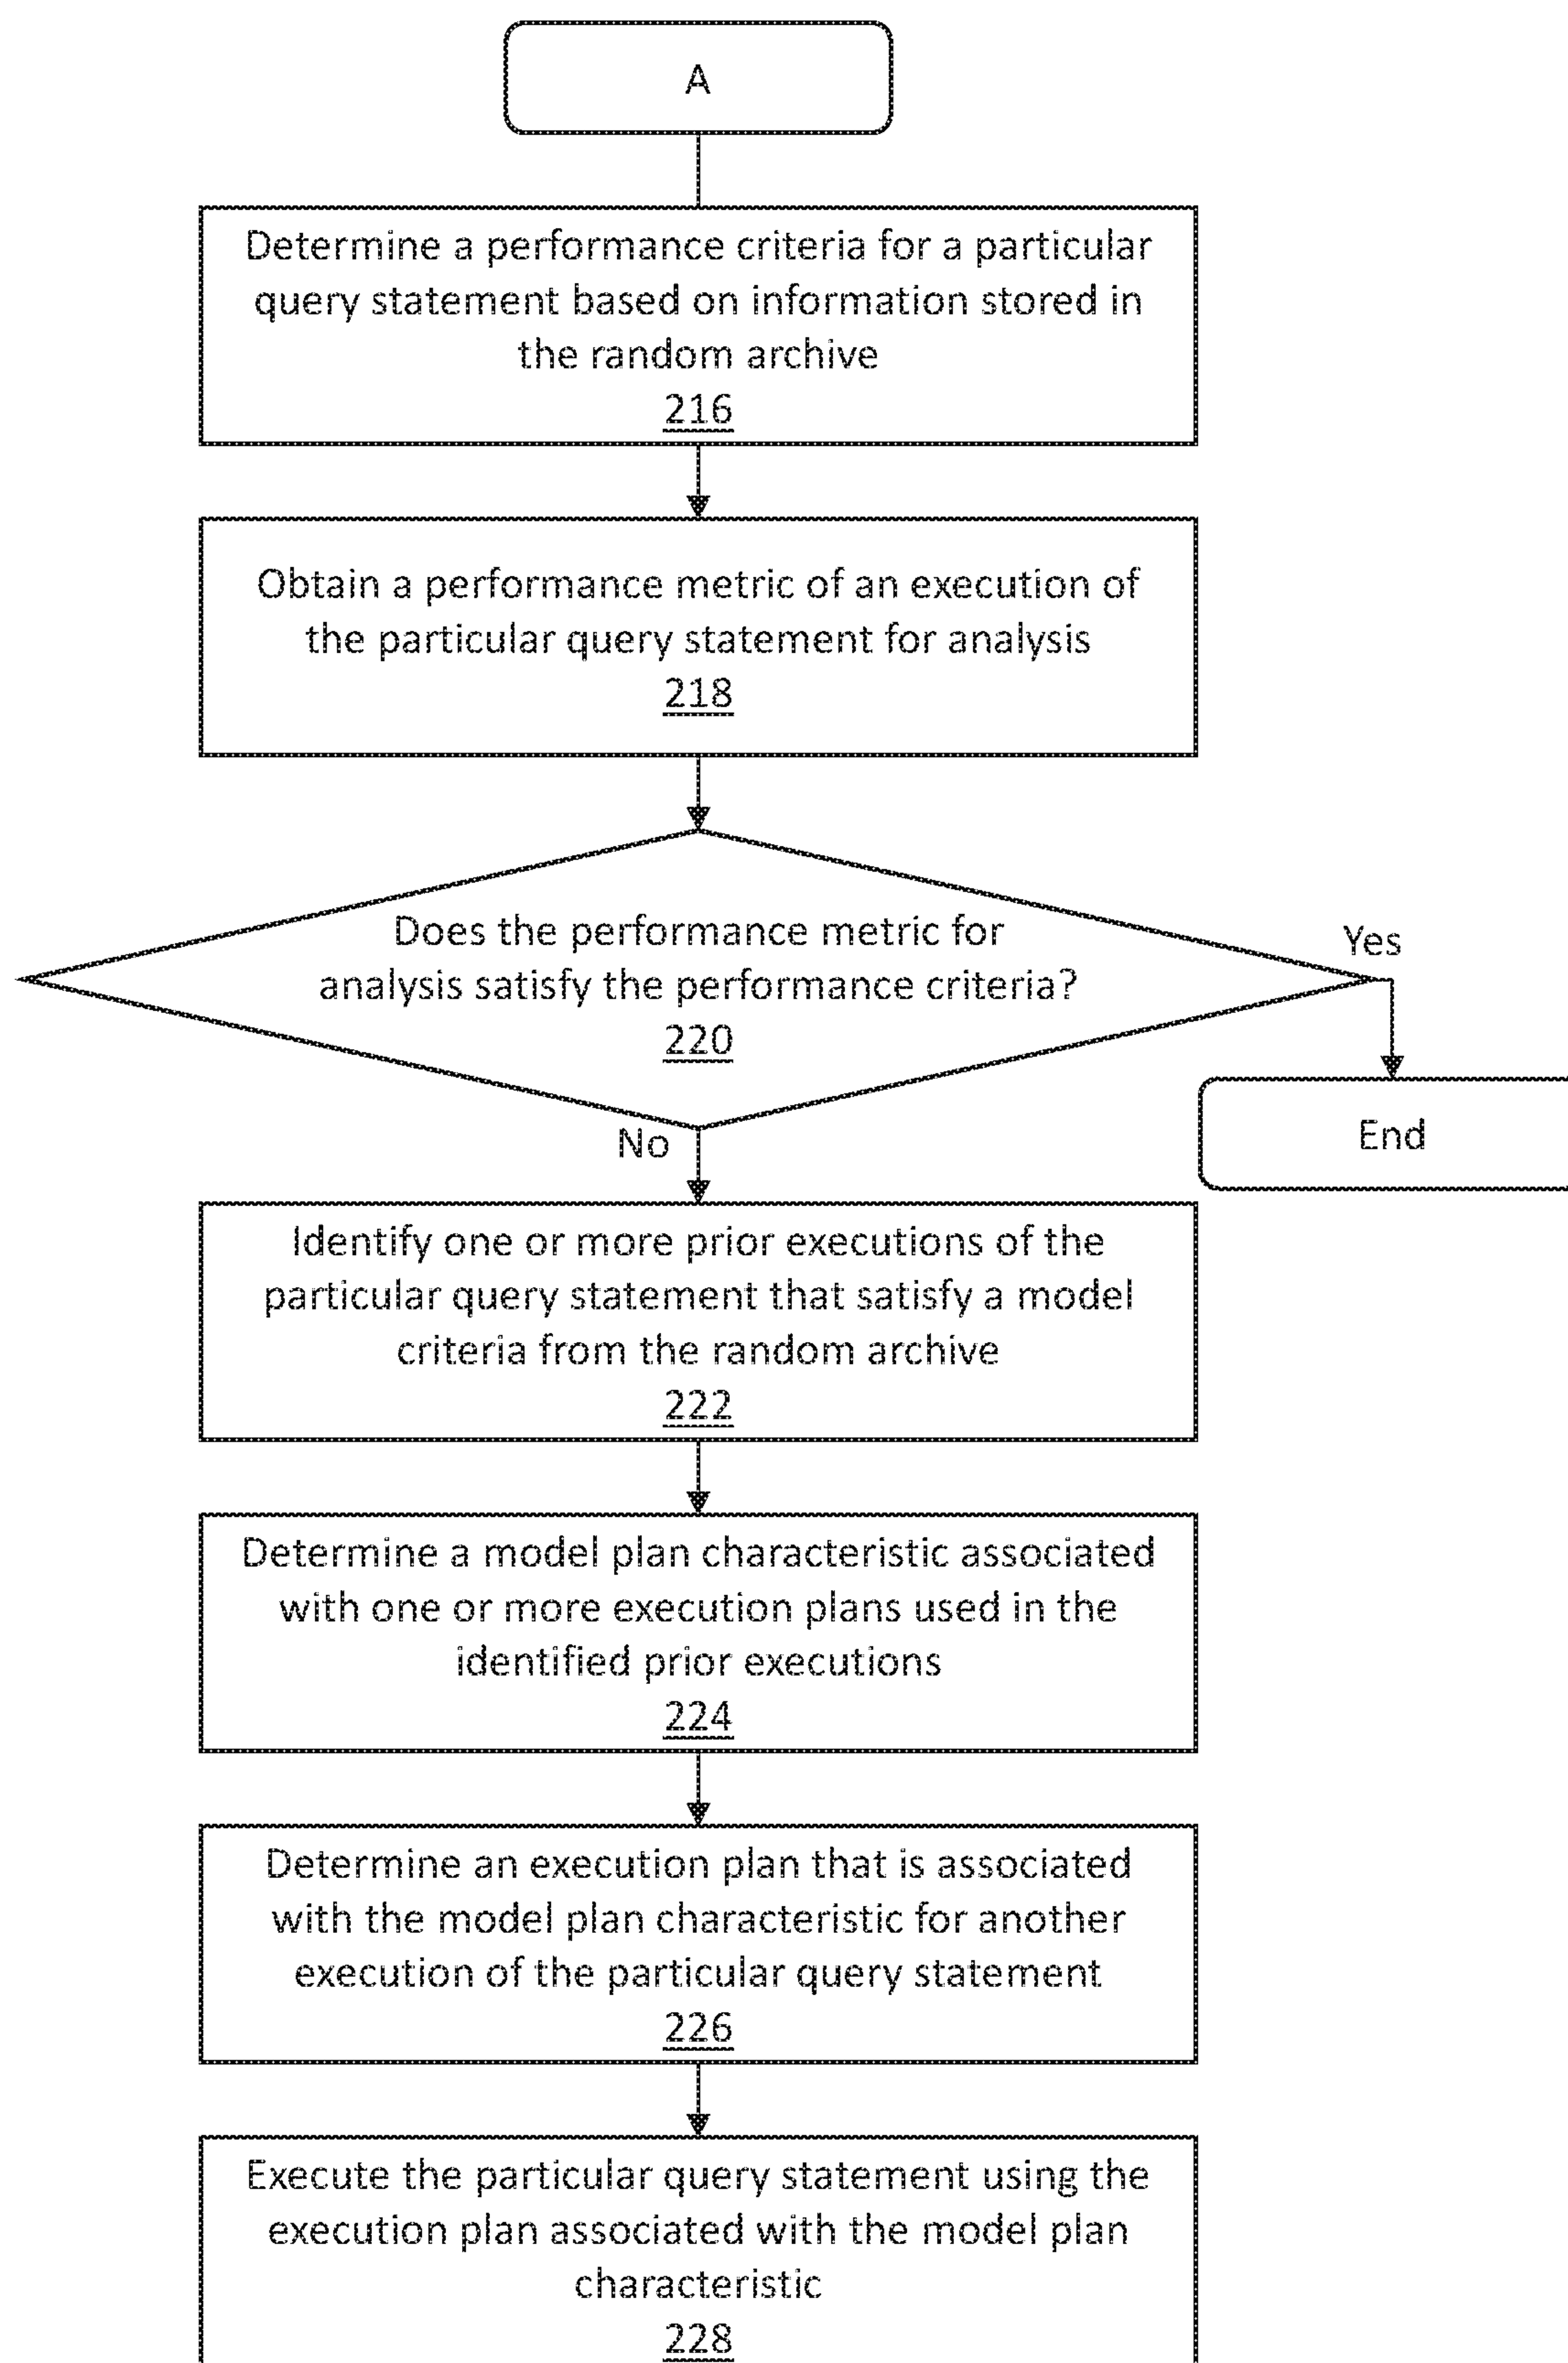 A
Determine a performance criteria for a particular
query statement based on information stored in
the random archive
216
Obtain a performance metric of an execution of
the particular query statement for analysis
218
Does the performance metric for
analysis satisfy the performance criteria?
220
Yes
End
No
Identify one or more prior executions of the
particular query statement that satisfy a model
criteria from the random archive
222
Determine a model plan characteristic associated
with one or more execution plans used in the
identified prior executions
224
Determine an execution plan that is associated
with the model plan characteristic for another
execution of the particular query statement
226
Execute the particular query statement using the
execution plan associated with the model plan
characteristic
228